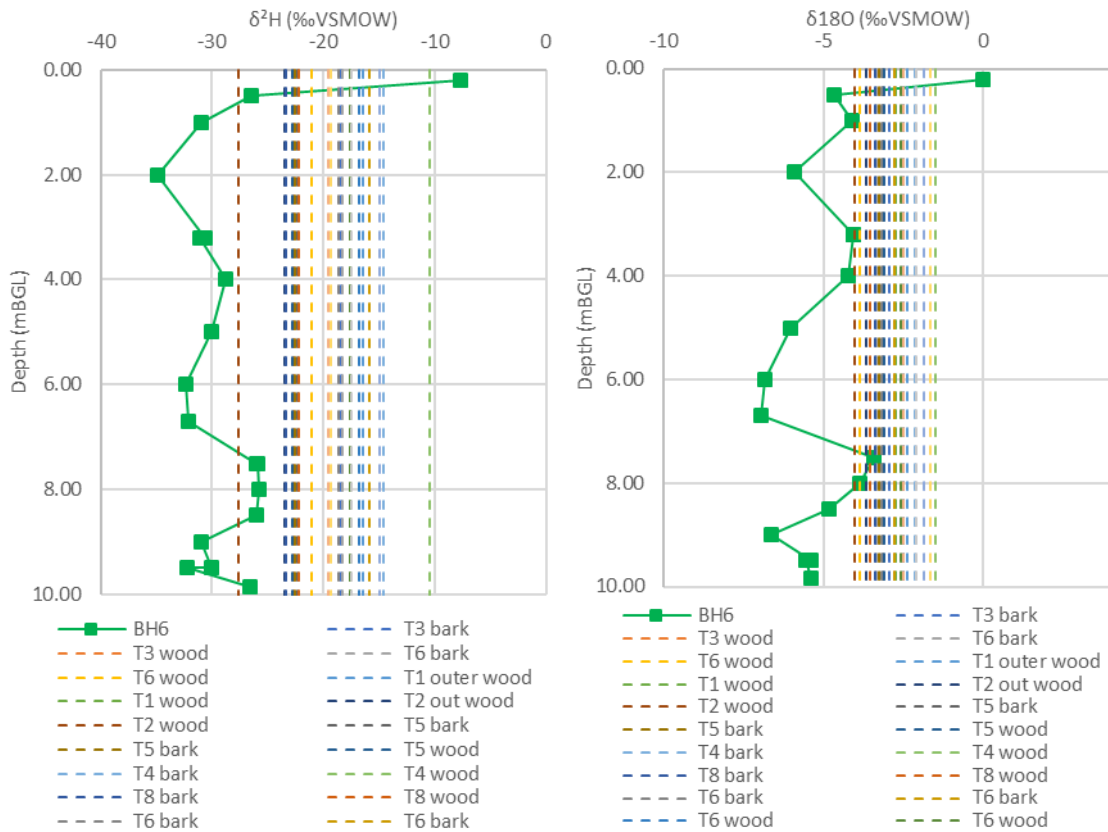 δ²H (‰VSMOW)
-40 -30 -20 -10 0
0.00
2.00
4.00
6.00
8.00
10.00
Depth (mBGL)
BH6 T3 bark
T3 wood T6 bark
T6 wood T1 outer wood
T1 wood T2 out wood
T2 wood T5 bark
T5 bark T5 wood
T4 bark T4 wood
T8 bark T8 wood
T6 bark T6 bark
δ18O (‰VSMOW)
-10 -5 0
0.00
2.00
4.00
6.00
8.00
10.00
Depth (mBGL)
BH6 T3 bark
T3 wood T6 bark
T6 wood T1 outer wood
T1 wood T2 out wood
T2 wood T5 bark
T5 bark T5 wood
T4 bark T4 wood
T8 bark T8 wood
T6 bark T6 bark
T6 wood T6 wood